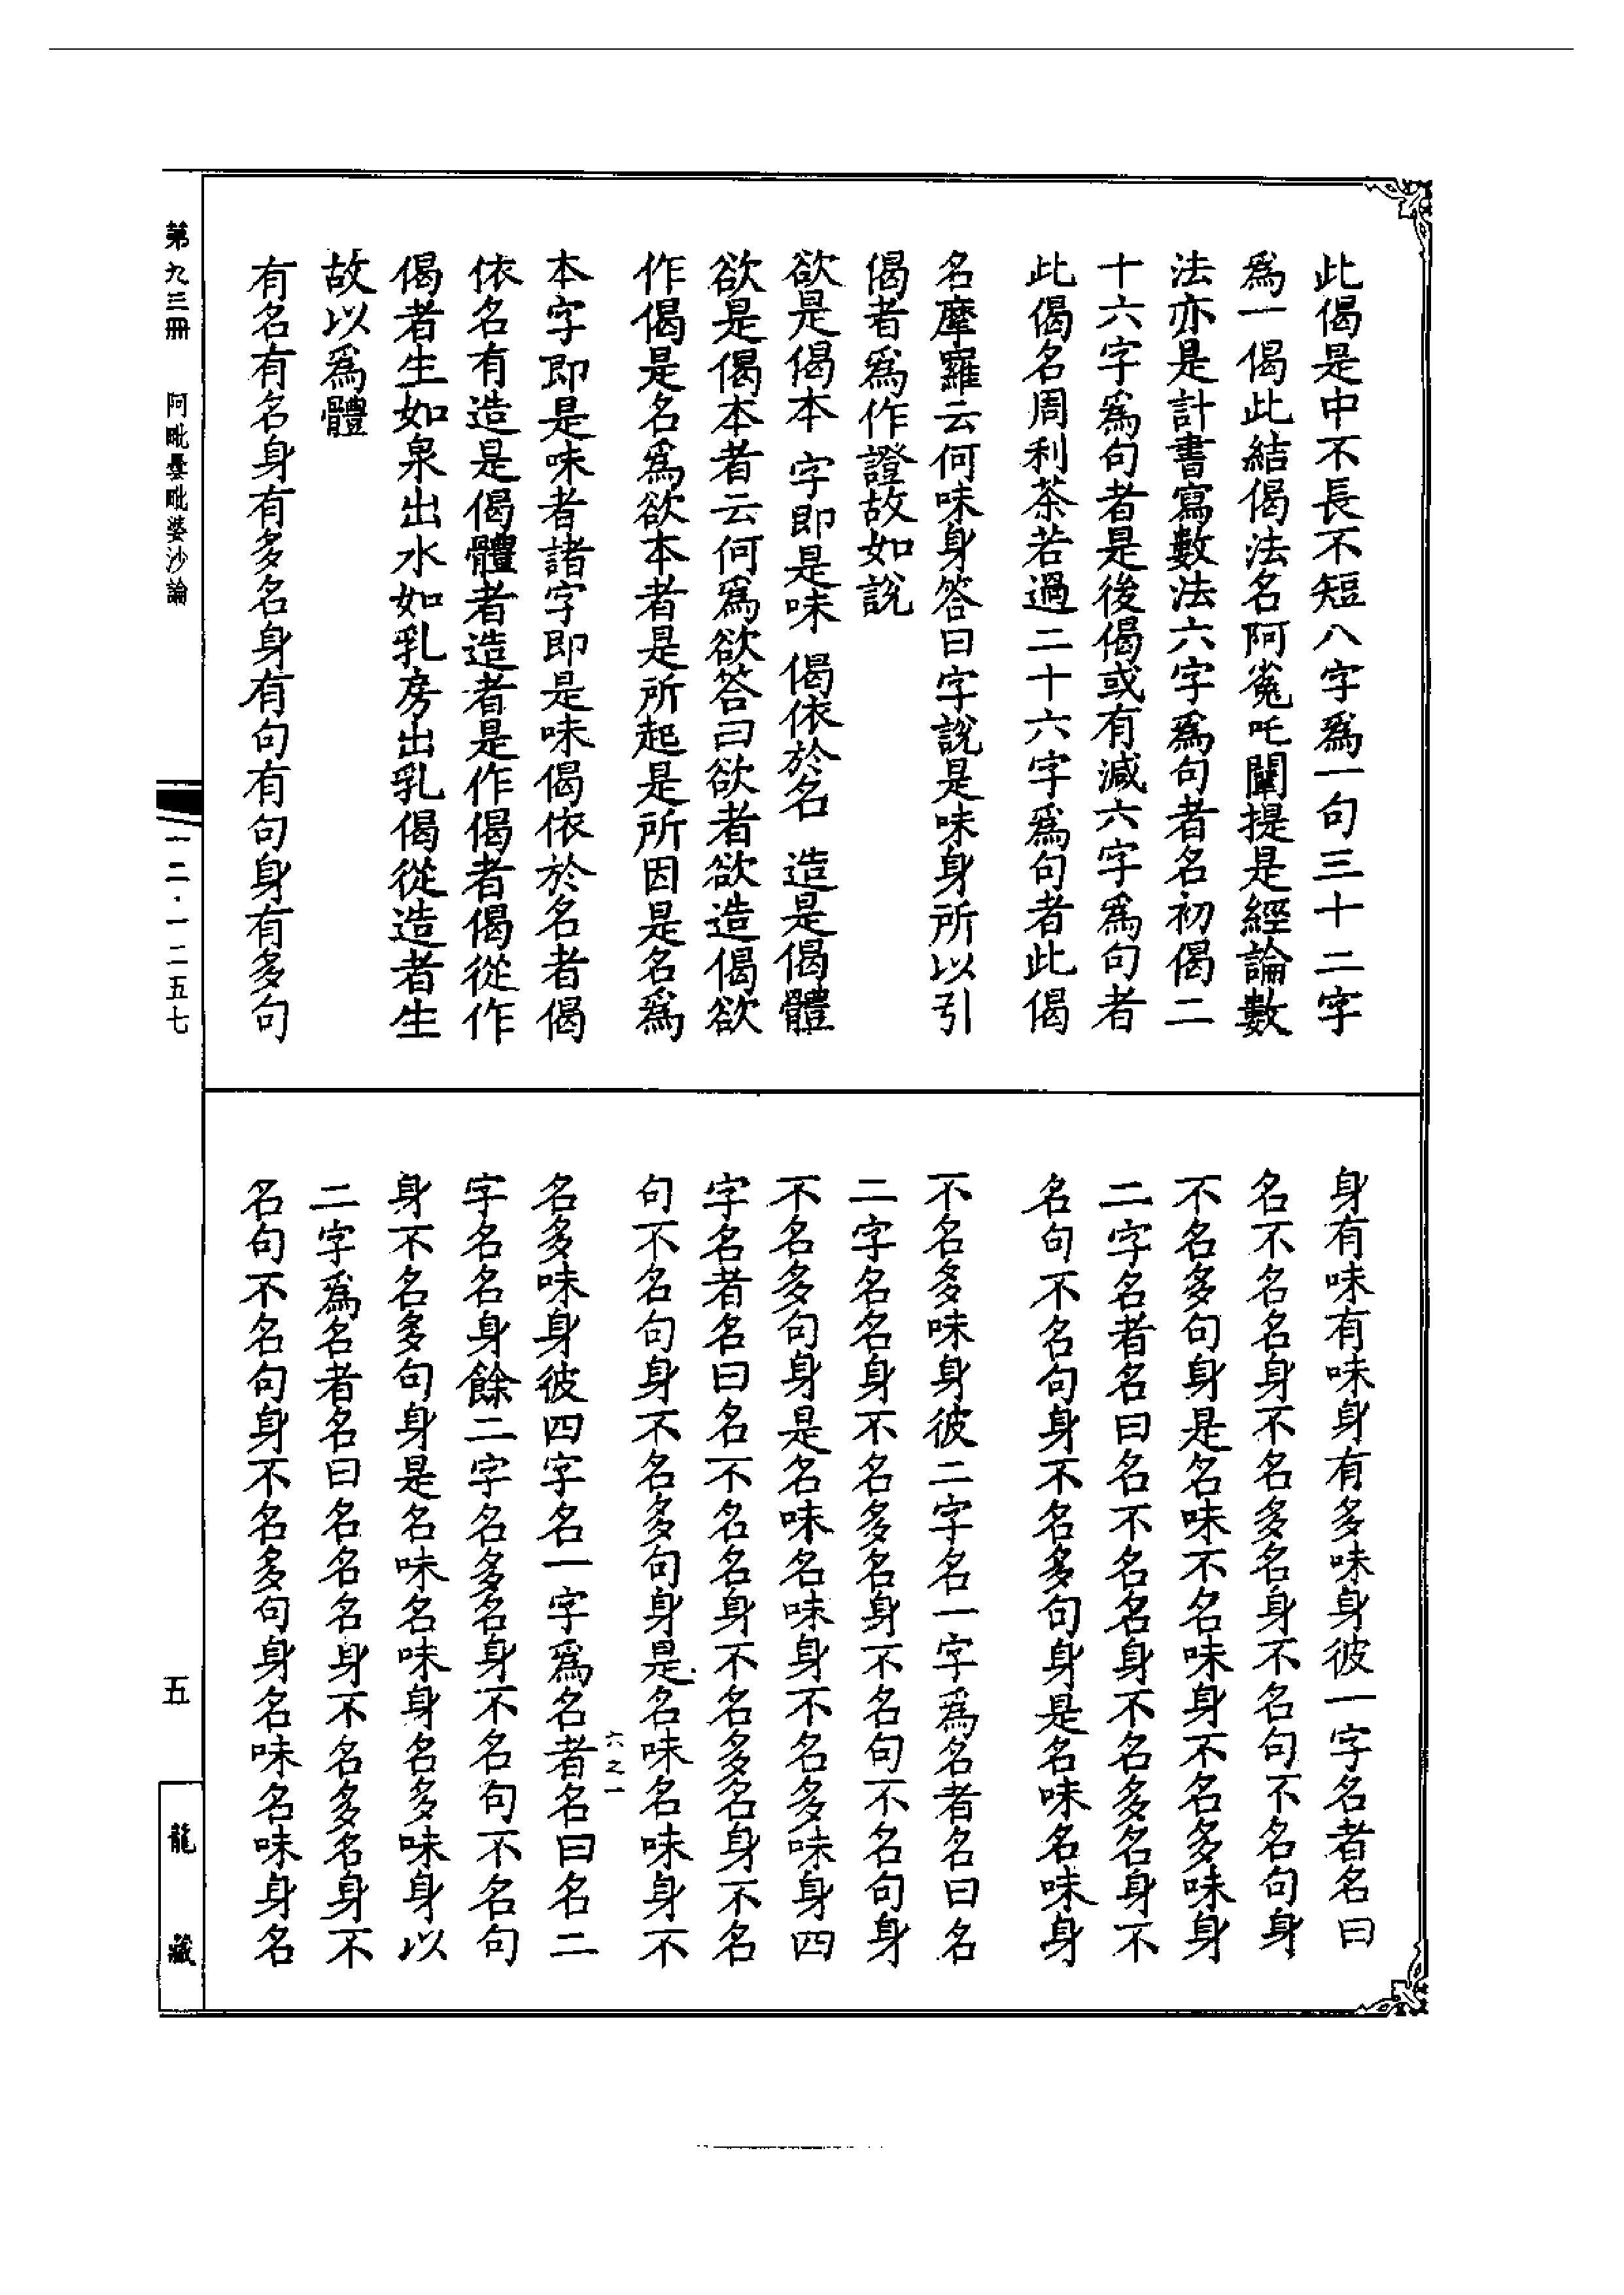 此偈是中不長不短八字爲一句三十二字
爲一偈此結偈法名阿㝹吒闡提是經論數
法亦是計書寫數法六字爲句者名初偈二
十六字爲句者是後偈或有減六字爲句者
此偈名周利茶若過二十六字爲句者此偈
名摩羅云何味身答曰字說是味身所以引
偈者爲作證故如說
欲是偈本 字即是味 偈依於名 造是偈體
欲是偈本者云何爲欲答曰欲者欲造偈欲
作偈是名爲欲本者是所起是所因是名爲
本字即是味者諸字即是味偈依於名者偈
依名有造是偈體者造者是作偈者偈從作
偈者生如泉出水如乳房出乳偈從造者生
故以爲體
有名有名身有多名身有句有句身有多句
身有味有味身有多味身彼一字名者名曰
名不名名身不名多名身不名句不名句身
不名多句身是名味不名味身不名多味身
二字名者名曰名不名名身不名多名身不
名句不名句身不名多句身是名味名味身
不名多味身彼二字名一字爲名者名曰名
二字名名身不名多名身不名句不名句身
不名多句身是名味名味身不名多味身四
字名者名曰名不名名身不名多名身不名
句不名句身不名多句身是名味名味身不
名多味身彼四字名一字爲名者名曰名二
字名名身餘二字名多名身不名句不名句
身不名多句身是名味名味身名多味身以
二字爲名者名曰名名名身不名多名身不
名句不名句身不名多句身名味名味身名
六之一
第九三冊 阿毗曇毗婆沙論
一二·一二五七
五
龍藏